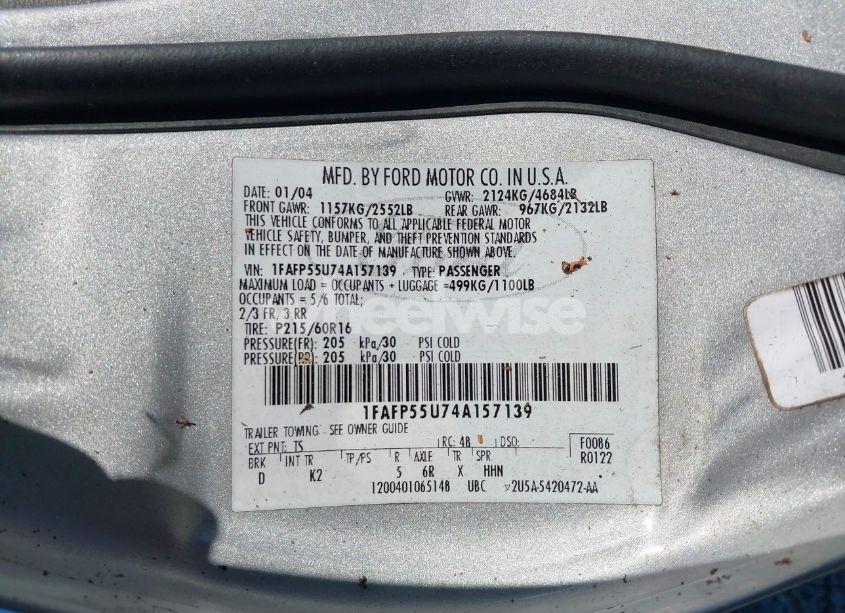 MFD. BY FORD MOTOR CO. IN U.S.A.
DATE: 01/04 GVWR: 2124KG/4684LB
FRONT GAWR: 1157KG/2552LB REAR GAWR: 967KG/2132LB
THIS VEHICLE CONFORMS TO ALL APPLICABLE FEDERAL MOTOR
VEHICLE SAFETY, BUMPER, AND THEFT PREVENTION STANDARDS
IN EFFECT ON THE DATE OF MANUFACTURE SHOWN ABOVE.
VIN: 1FAFP55U74A157139 TYPE: PASSENGER
MAXIMUM LOAD = OCCUPANTS + LUGGAGE =499KG/1100LB
OCCUPANTS = 5/6 TOTAL;
2/3 FR, 3 RR
wheelwise
TIRE: P215/60R16
PRESSURE(FR): 205 kPa/30 PSI COLD
PRESSURE(RR): 205 kPa/30 PSI COLD
1FAFP55U74A157139
TRAILER TOWING - SEE OWNER GUIDE
EXT PNT: TS RC: 48 DSO: F0086
BRK INT TR TP/PS R AXLE TR SPR R0122
D K2 5 6R X HHN
1200401065148 UBC 2U5A-5420472-AA